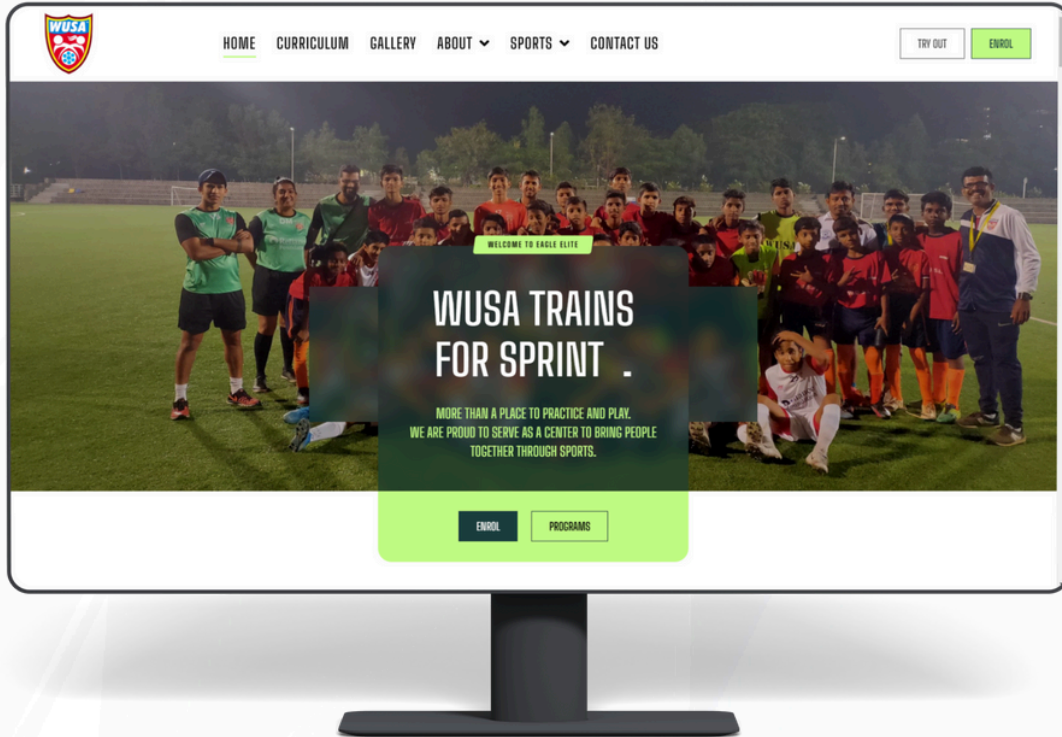 WUSA
HOME CURRICULUM GALLERY ABOUT SPORTS CONTACT US
TRY OUT ENROL
WUSA
WELCOME TO EAGLE ELITE
WUSA TRAINS
FOR SPRINT .
MORE THAN A PLACE TO PRACTICE AND PLAY.
WE ARE PROUD TO SERVE AS A CENTER TO BRING PEOPLE
TOGETHER THROUGH SPORTS.
ENROL PROGRAMS